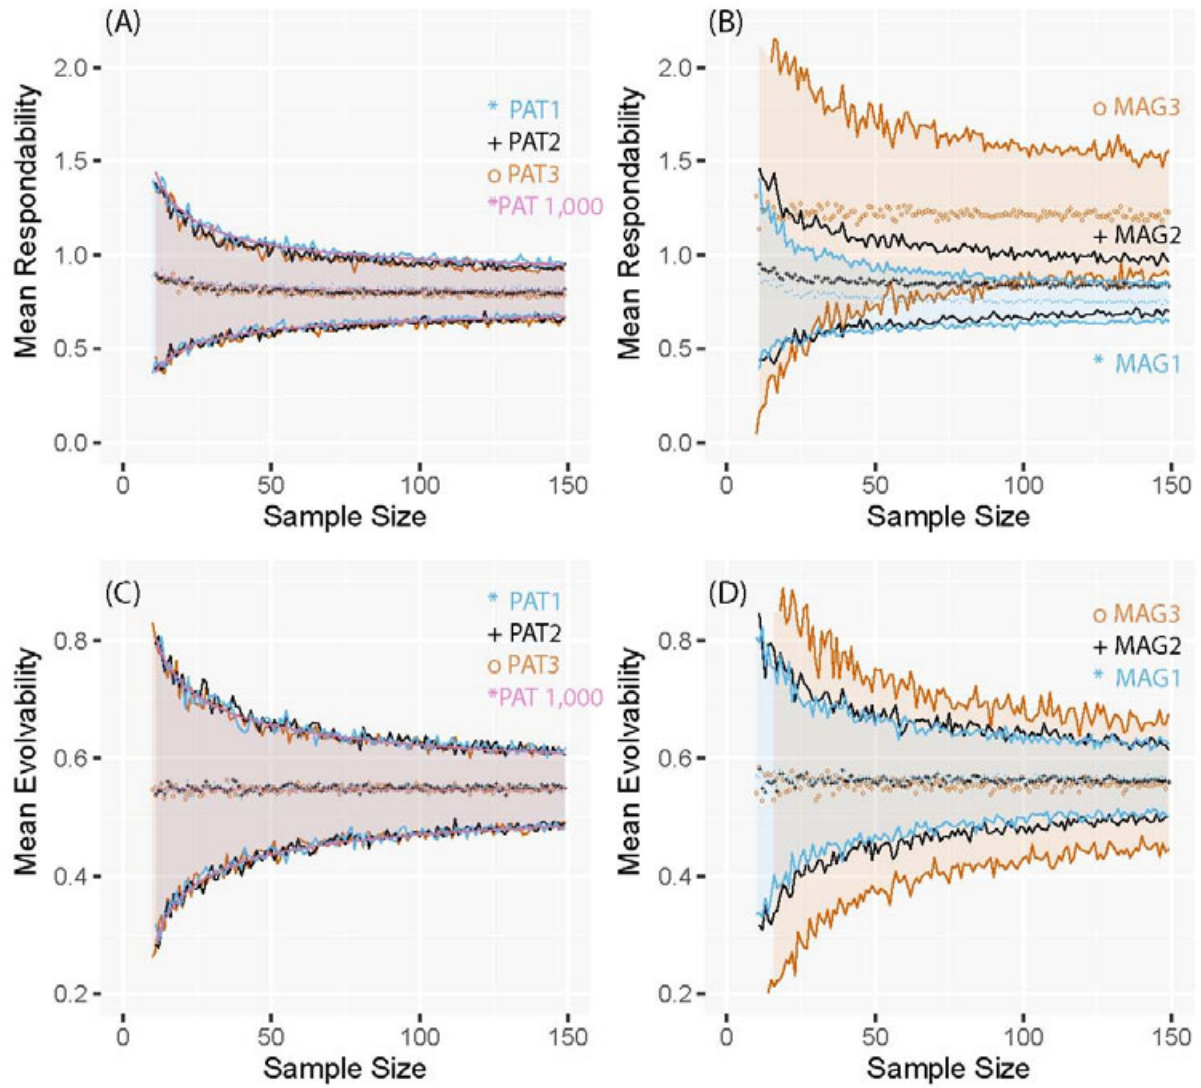 (A)
Mean Respondability
2.0
1.5
1.0
0.5
0.0
* PAT1
+ PAT2
o PAT3
*PAT 1,000
0
50
100
150
Sample Size
(B)
Mean Respondability
2.0
1.5
1.0
0.5
0.0
o MAG3
+ MAG2
* MAG1
0
50
100
150
Sample Size
(C)
Mean Evolvability
0.8
0.6
0.4
0.2
* PAT1
+ PAT2
o PAT3
*PAT 1,000
0
50
100
150
Sample Size
(D)
Mean Evolvability
0.8
0.6
0.4
0.2
o MAG3
+ MAG2
* MAG1
0
50
100
150
Sample Size